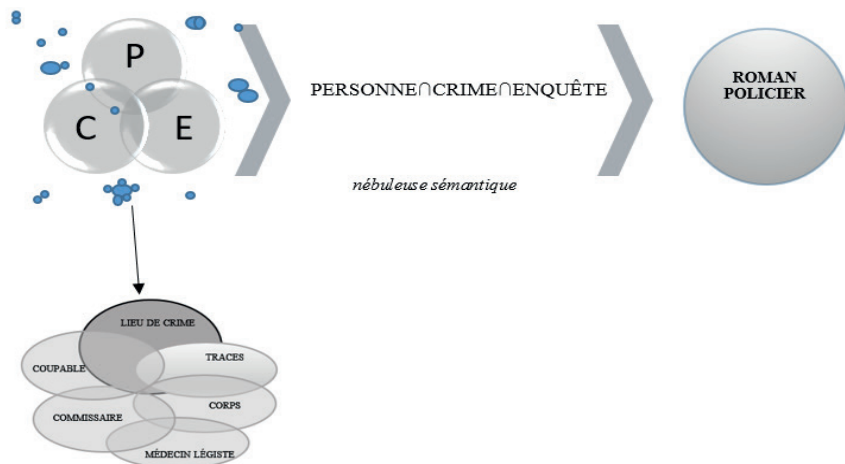 P
C
E
PERSONNE∩CRIME∩ENQUÊTE
ROMAN
POLICIER
nébuleuse sémantique
LIEU DE CRIME
TRACES
COUPABLE
CORPS
COMMISSAIRE
MÉDECIN LÉGISTE